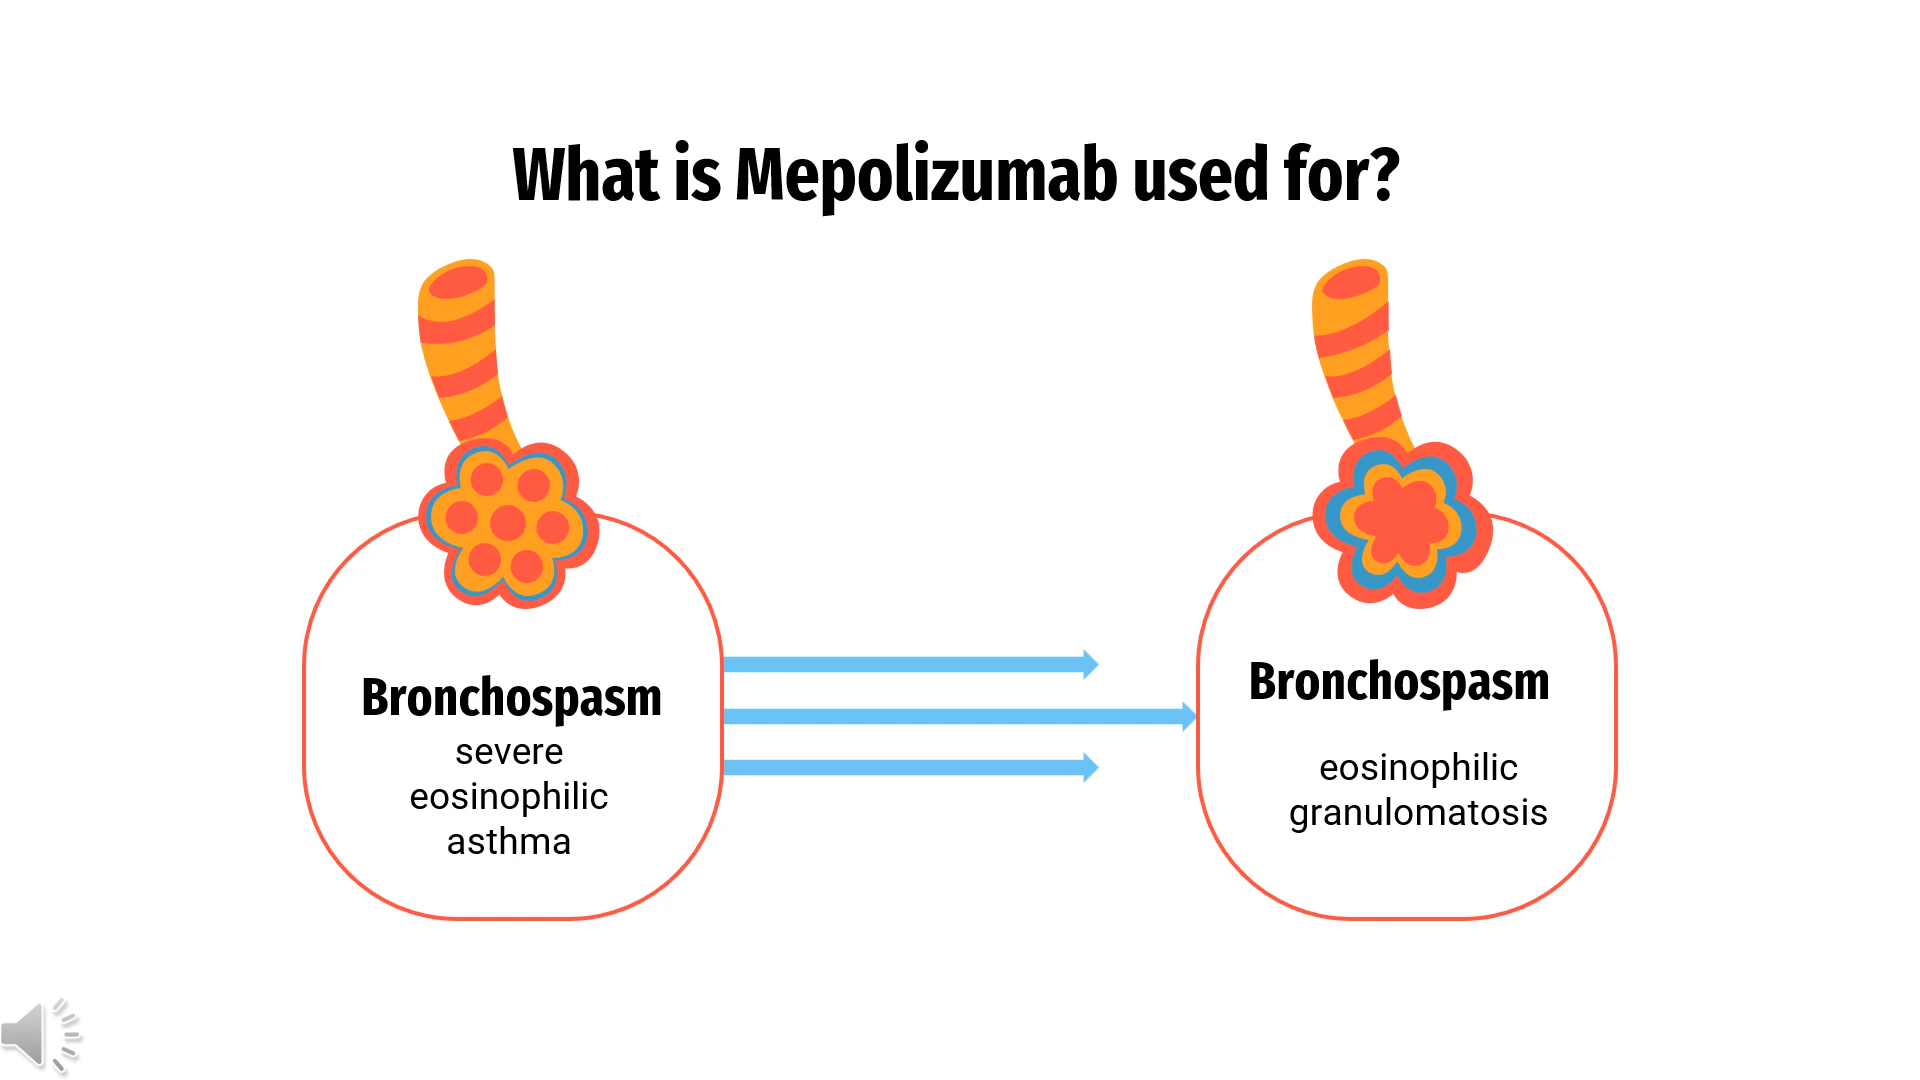 What is Mepolizumab used for?
Bronchospasm
severe
eosinophilic
asthma
Bronchospasm
eosinophilic
granulomatosis